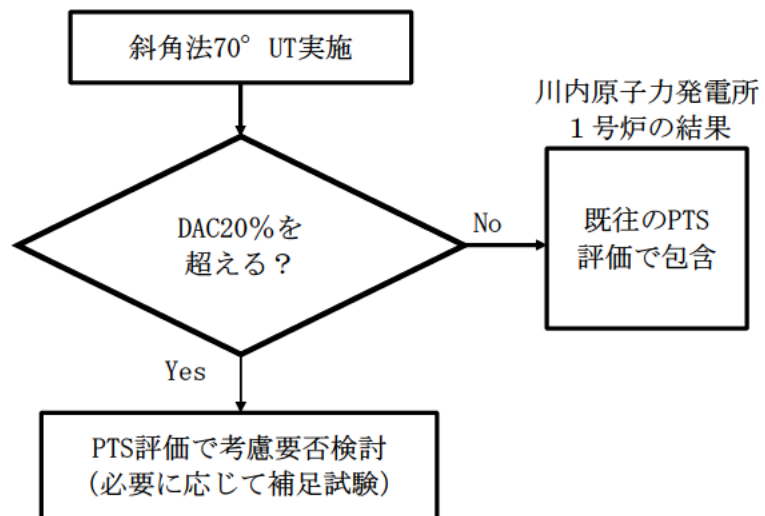 斜角法70°UT実施
川内原子力発電所
１号炉の結果
DAC20％を
超える？
No
既往のPTS
評価で包含
Yes
PTS評価で考慮要否検討
(必要に応じて補足試験)